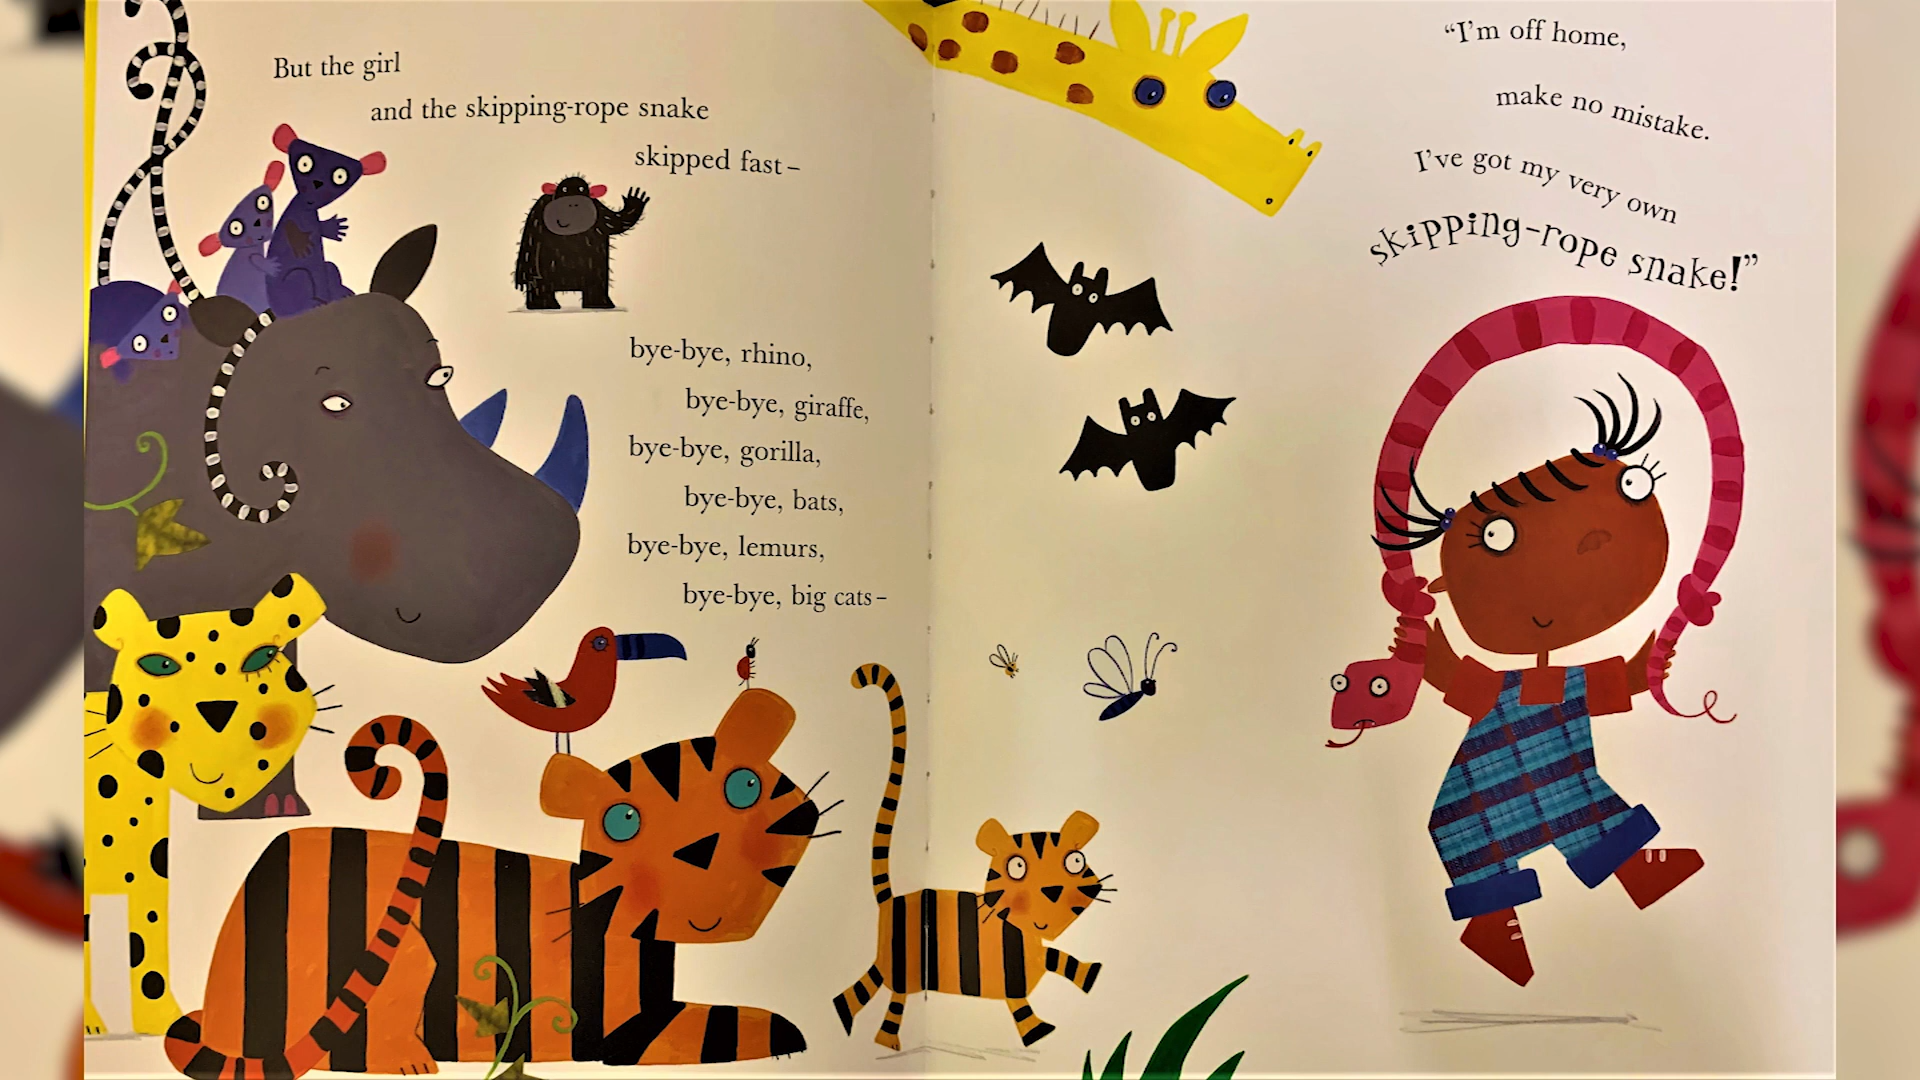 But the girl
and the skipping-rope snake
skipped fast –
bye-bye, rhino,
bye-bye, giraffe,
bye-bye, gorilla,
bye-bye, bats,
bye-bye, lemurs,
bye-bye, big cats –
“I’m off home,
make no mistake.
I’ve got my very own
skipping-rope snake!”